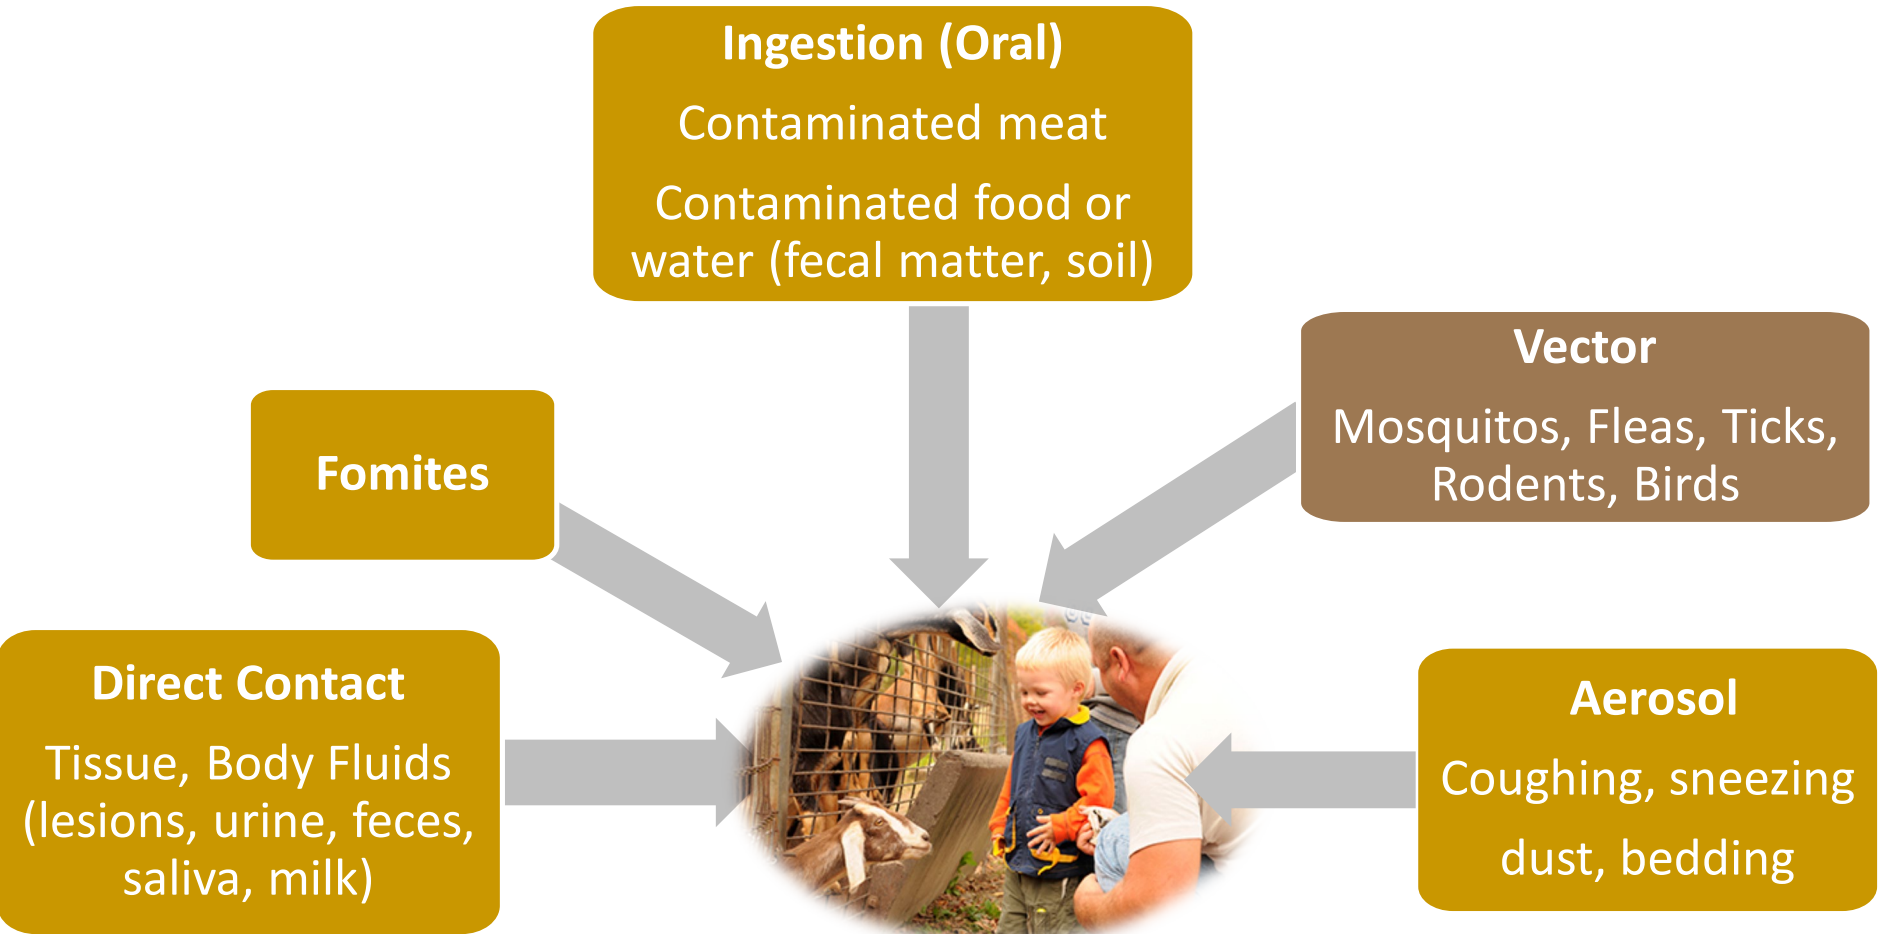 Ingestion (Oral)
Contaminated meat
Contaminated food or
water (fecal matter, soil)
Vector
Mosquitos, Fleas, Ticks,
Rodents, Birds
Fomites
Direct Contact
Tissue, Body Fluids
(lesions, urine, feces,
saliva, milk)
Aerosol
Coughing, sneezing
dust, bedding